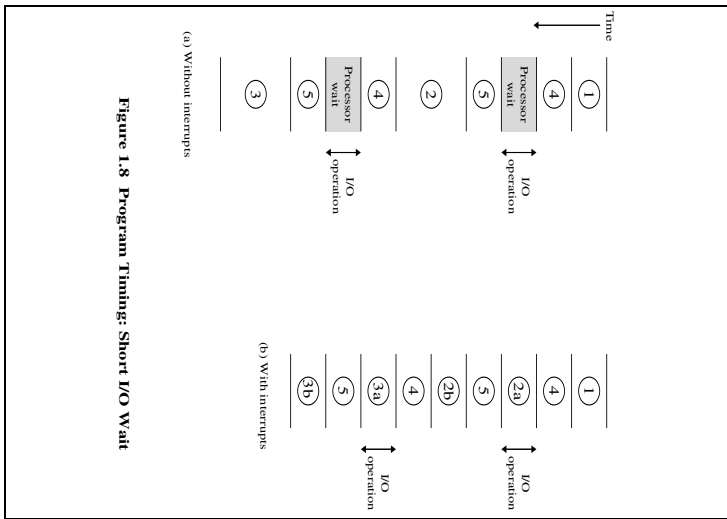 Time
1
4
Processor
wait
I/O
operation
5
2
4
Processor
wait
I/O
operation
5
3
(a) Without interrupts
1
4
2a
I/O
operation
5
2b
4
3a
I/O
operation
5
3b
(b) With interrupts
Figure 1.8 Program Timing: Short I/O Wait